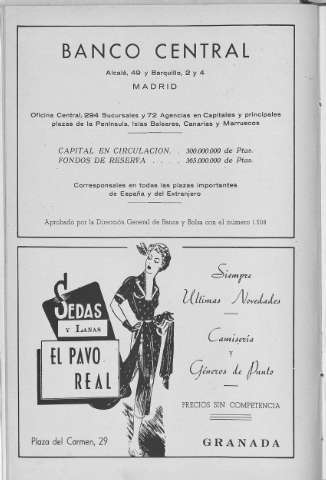 BANCO CENTRAL
Alcalá, 49 y Barquillo, 2 y 4
MADRID
Oficina Central, 294 Sucursales y 72 Agencias en Capitales y principales
plazas de la Península, Islas Baleares, Canarias y Marruecos
CAPITAL EN CIRCULACION. . 300.000.000 de Ptas.
FONDOS DE RESERVA . . . . 365.000.000 de Ptas.
Corresponsales en todas las plazas importantes
de España y del Extranjero
Aprobado por la Dirección General de Banca y Bolsa con el número
SEDAS
Y LANAS
EL PAVO
REAL
Plaza del Carmen, 29
Siempre
Ultimas Novedades
Camisería
Y
Géneros de Punto
PRECIOS SIN COMPETENCIA
GRANADA